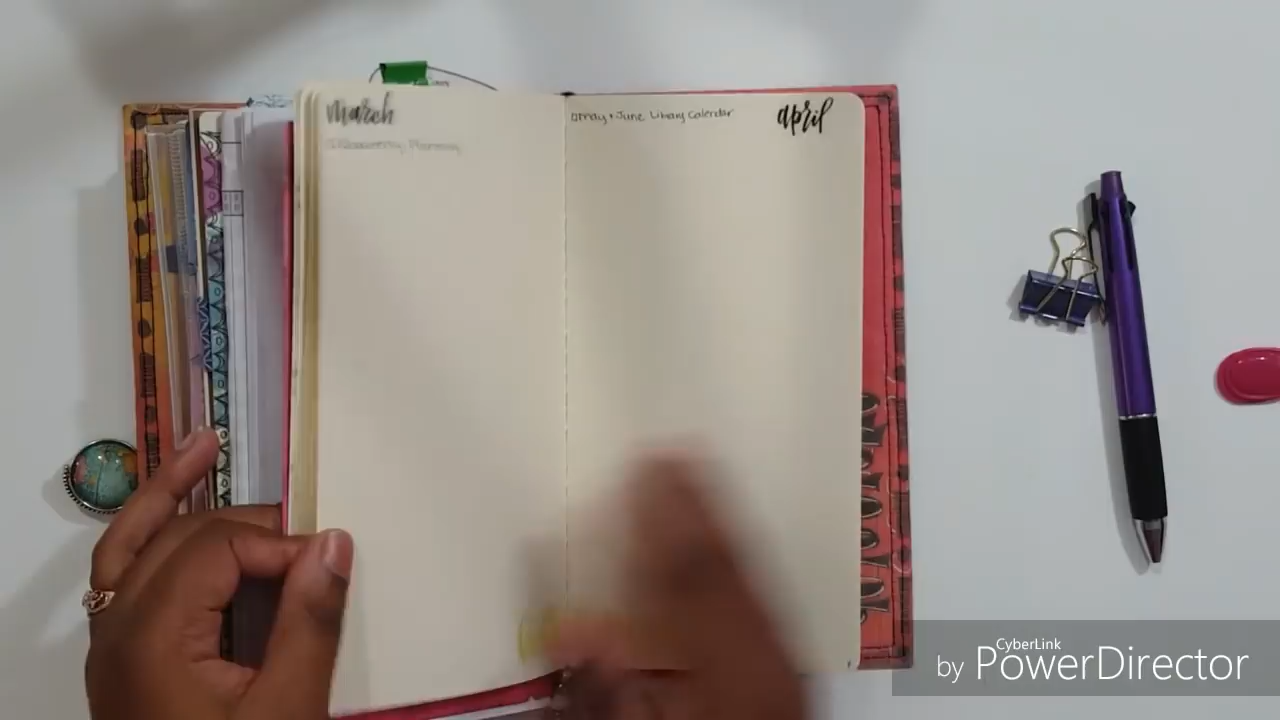 march
april
May + June Library Calendar
CyberLink
by PowerDirector